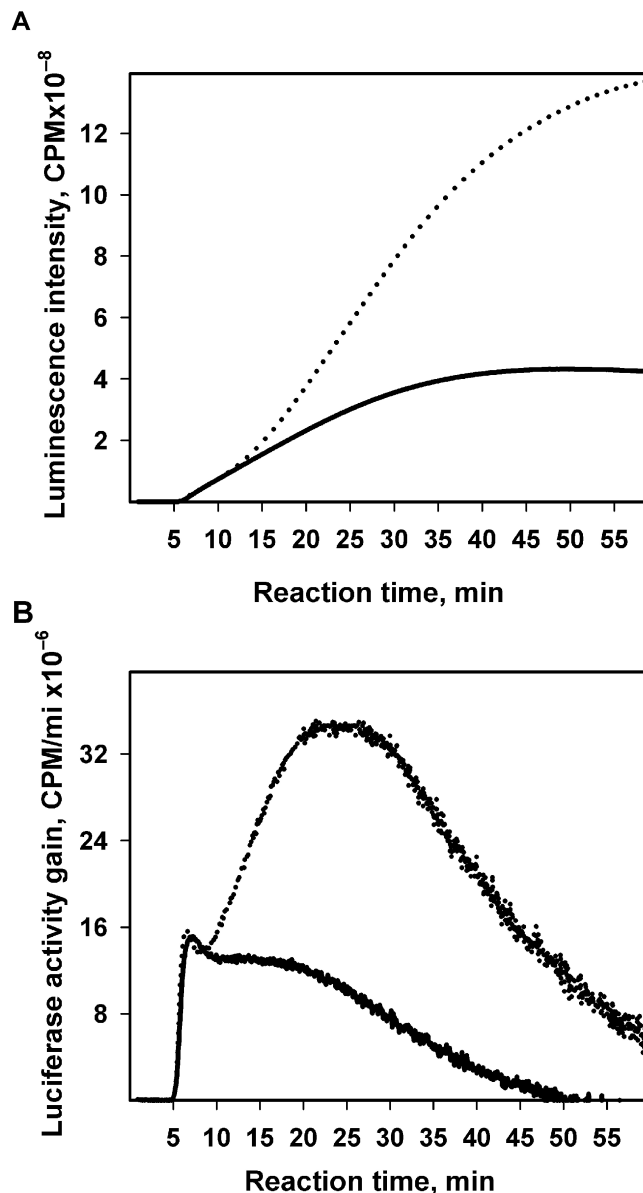 A
Luminescence intensity, CPMx10⁻⁸
12
10
8
6
4
2
5 10 15 20 25 30 35 40 45 50 55
Reaction time, min
B
Luciferase activity gain, CPM/mi x10⁻⁶
32
24
16
8
5 10 15 20 25 30 35 40 45 50 55
Reaction time, min